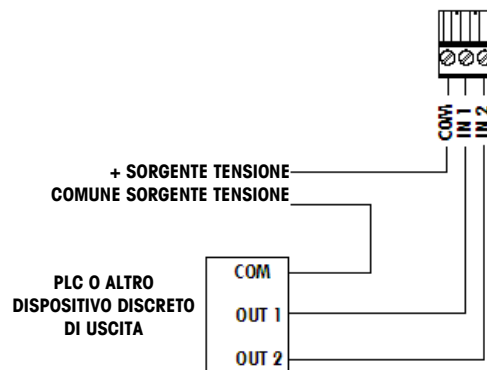 COM
IN 1
IN 2
+ SORGENTE TENSIONE
COMUNE SORGENTE TENSIONE
PLC O ALTRO
DISPOSITIVO DISCRETO
DI USCITA
COM
OUT 1
OUT 2